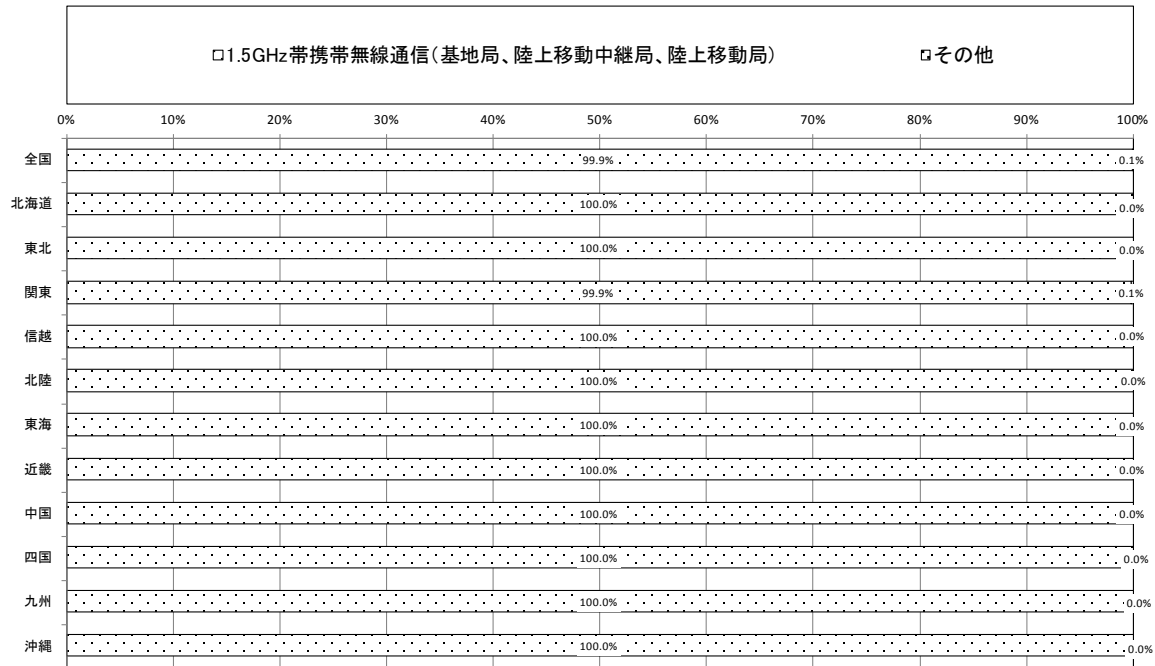 1.5GHz帯携帯無線通信(基地局、陸上移動中継局、陸上移動局) その他
0% 10% 20% 30% 40% 50% 60% 70% 80% 90% 100%
全国 99.9% 0.1%
北海道 100.0% 0.0%
東北 100.0% 0.0%
関東 99.9% 0.1%
信越 100.0% 0.0%
北陸 100.0% 0.0%
東海 100.0% 0.0%
近畿 100.0% 0.0%
中国 100.0% 0.0%
四国 100.0% 0.0%
九州 100.0% 0.0%
沖縄 100.0% 0.0%